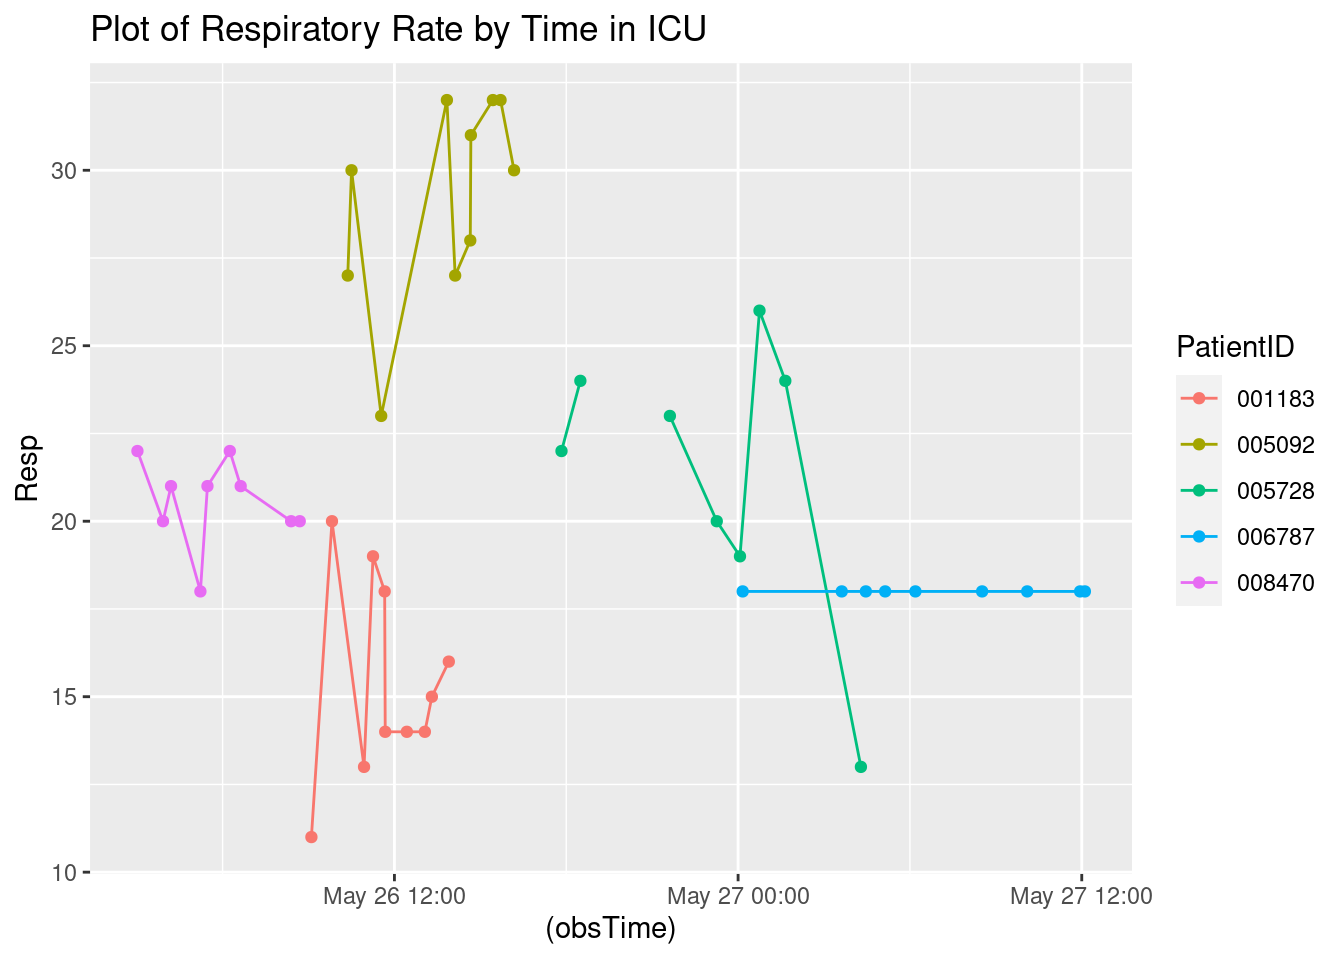 Plot of Respiratory Rate by Time in ICU
30
25
20
15
10
Resp
May 26 12:00
May 27 00:00
May 27 12:00
(obsTime)
PatientID
001183
005092
005728
006787
008470